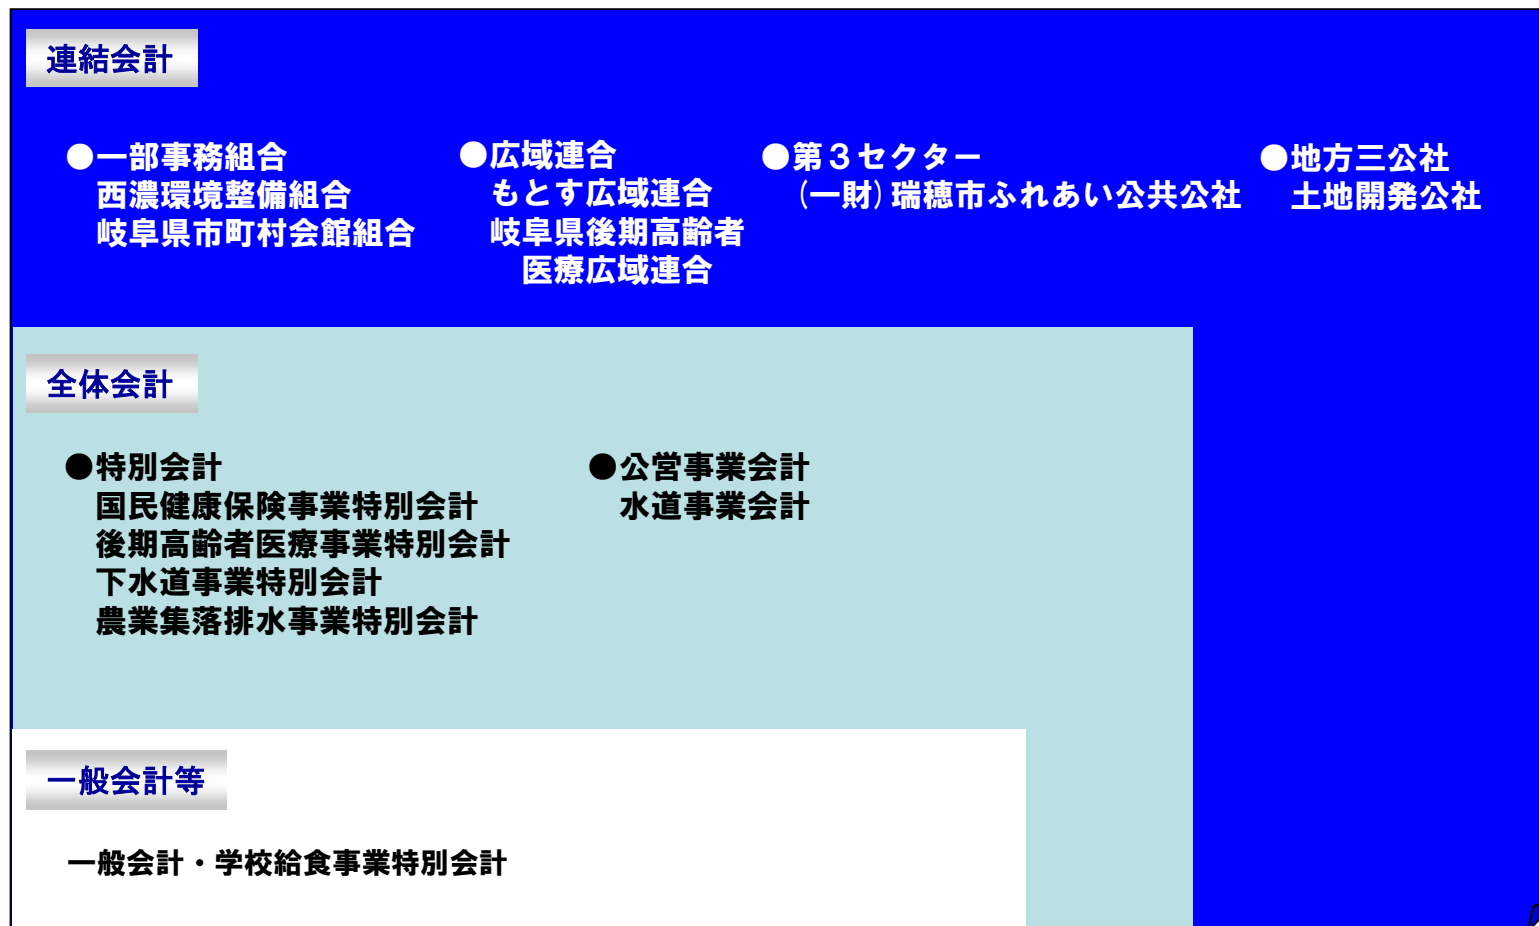 連結会計
●一部事務組合
西濃環境整備組合
岐阜県市町村会館組合
●広域連合
もとす広域連合
岐阜県後期高齢者
医療広域連合
●第３セクター
(一財)瑞穂市ふれあい公共公社
●地方三公社
土地開発公社
全体会計
●特別会計
国民健康保険事業特別会計
後期高齢者医療事業特別会計
下水道事業特別会計
農業集落排水事業特別会計
●公営事業会計
水道事業会計
一般会計等
一般会計・学校給食事業特別会計